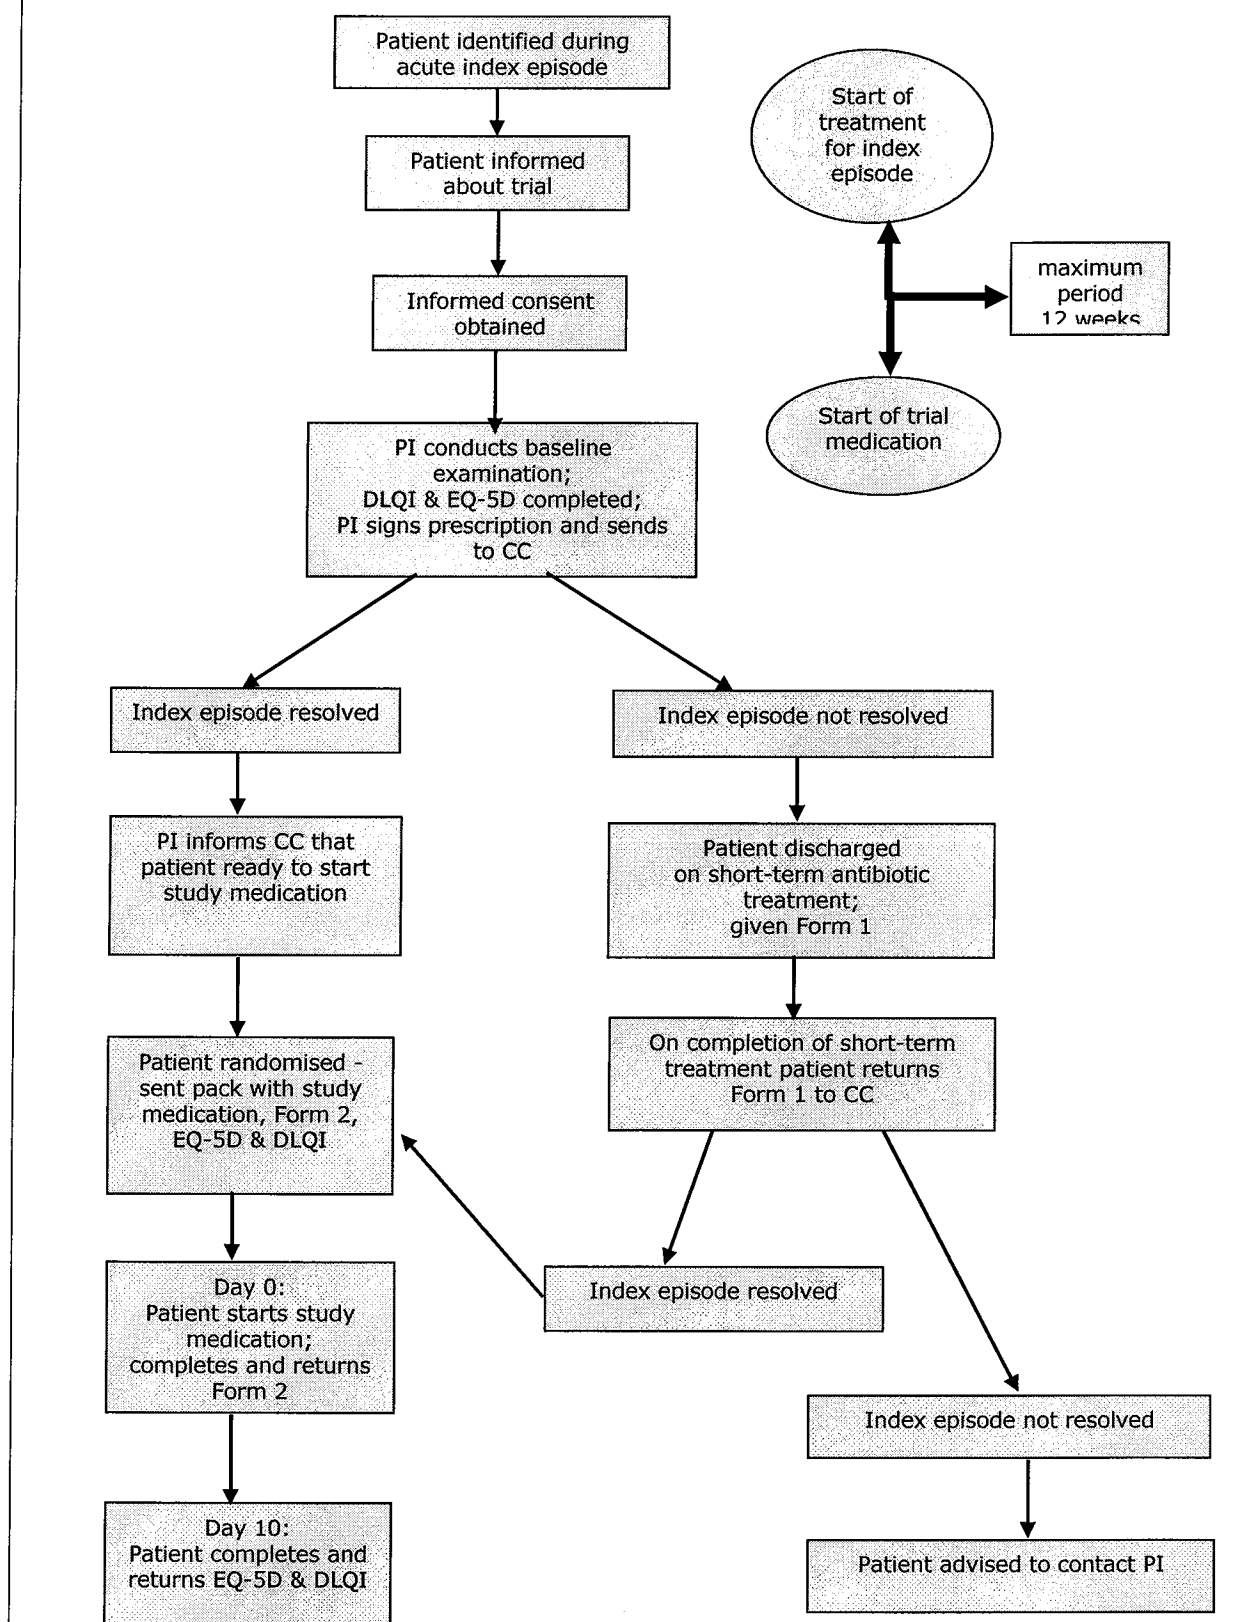 Patient identified during
acute index episode
Patient informed
about trial
Informed consent
obtained
PI conducts baseline
examination;
DLQI & EQ-5D completed;
PI signs prescription and sends
to CC
Start of
treatment
for index
episode
maximum
period
12 weeks
Start of trial
medication
Index episode resolved
PI informs CC that
patient ready to start
study medication
Patient randomised -
sent pack with study
medication, Form 2,
EQ-5D & DLQI
Day 0:
Patient starts study
medication;
completes and returns
Form 2
Day 10:
Patient completes and
returns EQ-5D & DLQI
Index episode not resolved
Patient discharged
on short-term antibiotic
treatment;
given Form 1
On completion of short-term
treatment patient returns
Form 1 to CC
Index episode resolved
Index episode not resolved
Patient advised to contact PI